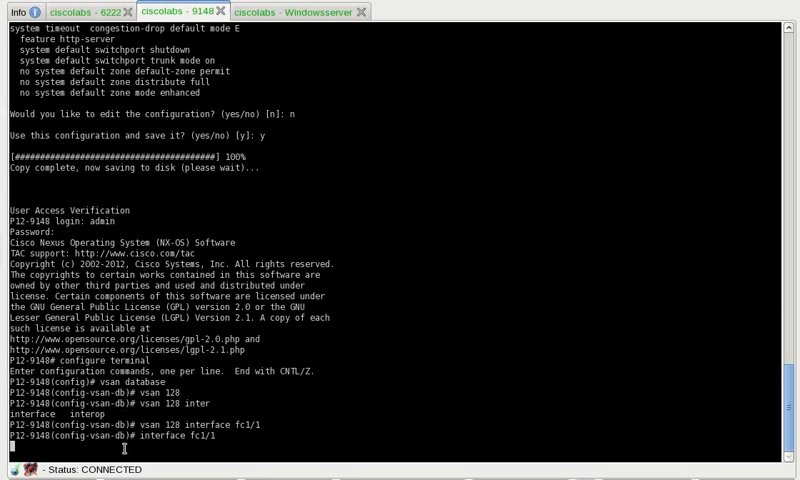 Info ciscolabs - 6222 ciscolabs - 9148 ciscolabs - Windowsserver
system timeout  congestion-drop default mode E
  feature http-server
  system default switchport shutdown
  system default switchport trunk mode on
  no system default zone default-zone permit
  no system default zone distribute full
  no system default zone mode enhanced
Would you like to edit the configuration? (yes/no) [n]: n
Use this configuration and save it? (yes/no) [y]: y
[########################################] 100%
Copy complete, now saving to disk (please wait)...
User Access Verification
P12-9148 login: admin
Password:
Cisco Nexus Operating System (NX-OS) Software
TAC support: http://www.cisco.com/tac
Copyright (c) 2002-2012, Cisco Systems, Inc. All rights reserved.
The copyrights to certain works contained in this software are
owned by other third parties and used and distributed under
license. Certain components of this software are licensed under
the GNU General Public License (GPL) version 2.0 or the GNU
Lesser General Public License (LGPL) Version 2.1. A copy of each
such license is available at
http://www.opensource.org/licenses/gpl-2.0.php and
http://www.opensource.org/licenses/lgpl-2.1.php
P12-9148# configure terminal
Enter configuration commands, one per line.  End with CNTL/Z.
P12-9148(config)# vsan database
P12-9148(config-vsan-db)# vsan 128
P12-9148(config-vsan-db)# vsan 128 inter
interface   interop
P12-9148(config-vsan-db)# vsan 128 interface fc1/1
P12-9148(config-vsan-db)# interface fc1/1
- Status: CONNECTED